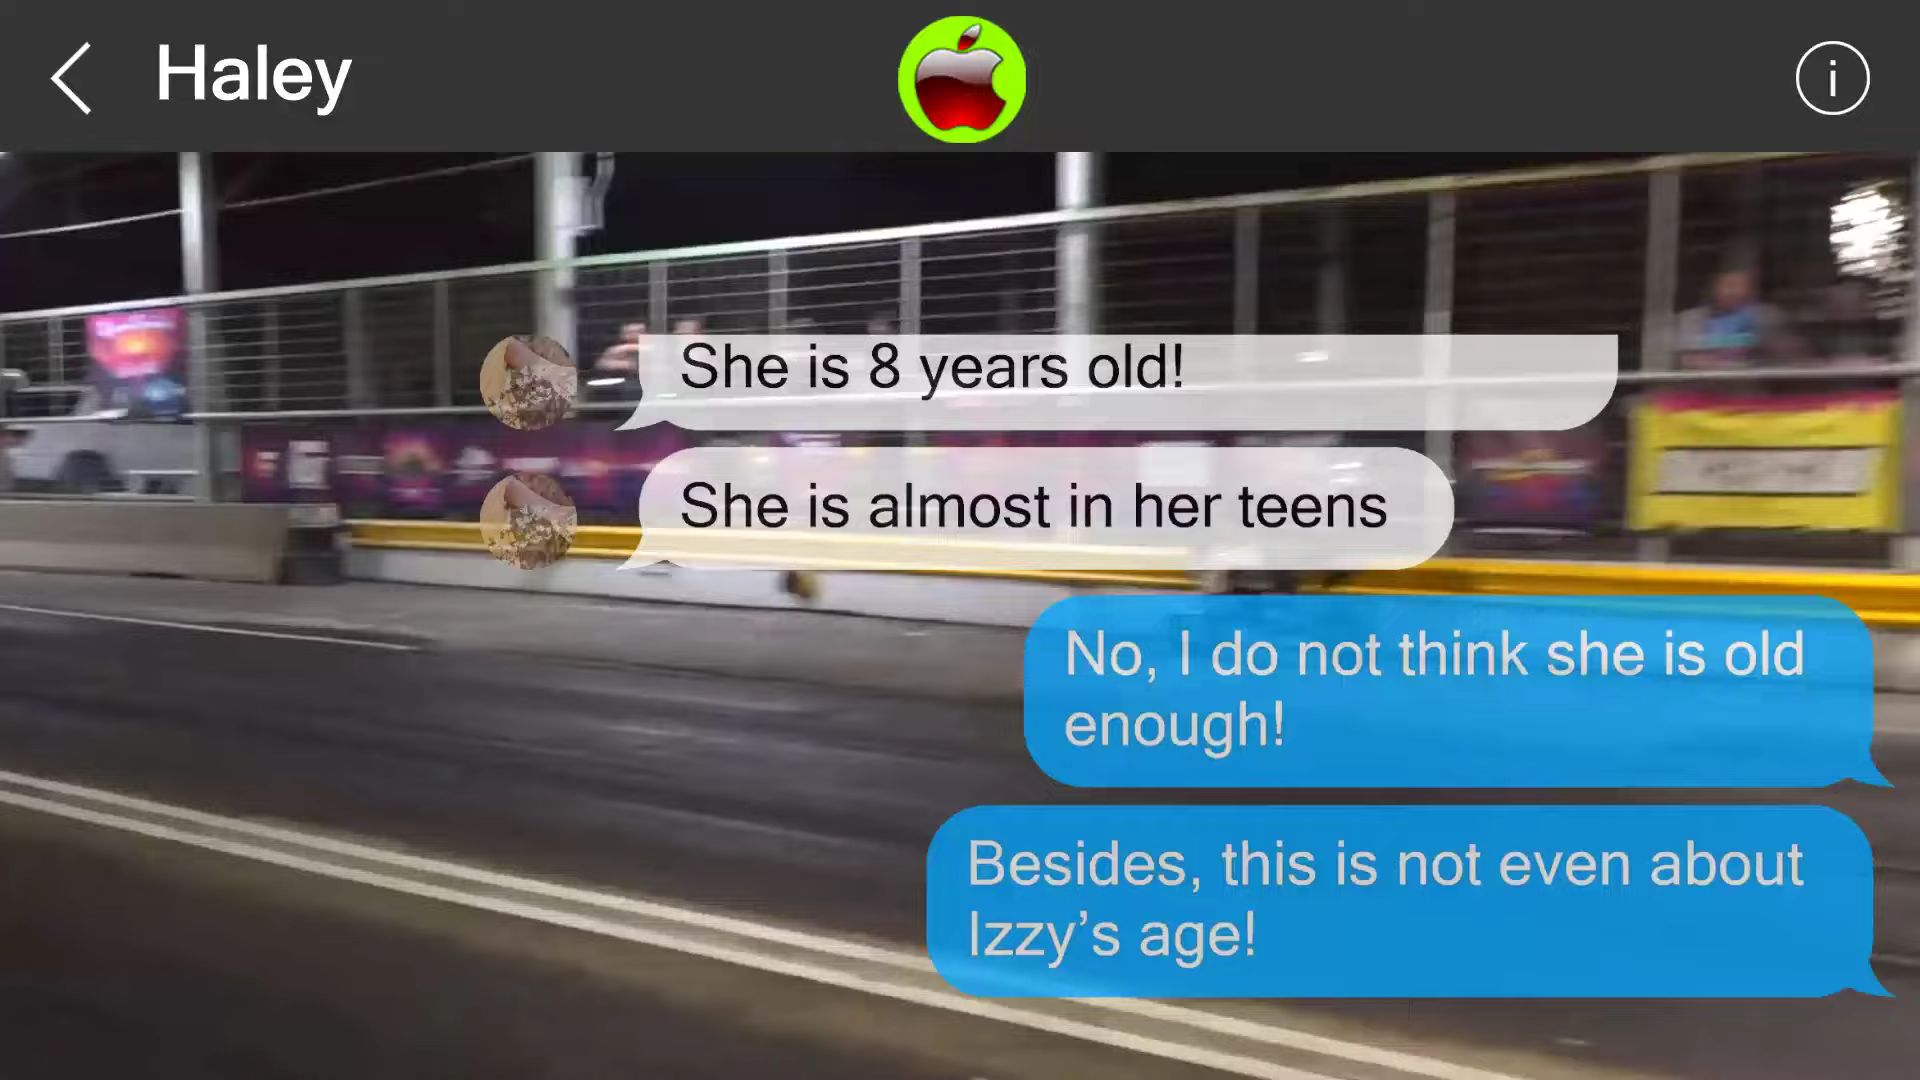 Haley
She is 8 years old!
She is almost in her teens
No, I do not think she is old
enough!
Besides, this is not even about
Izzy’s age!